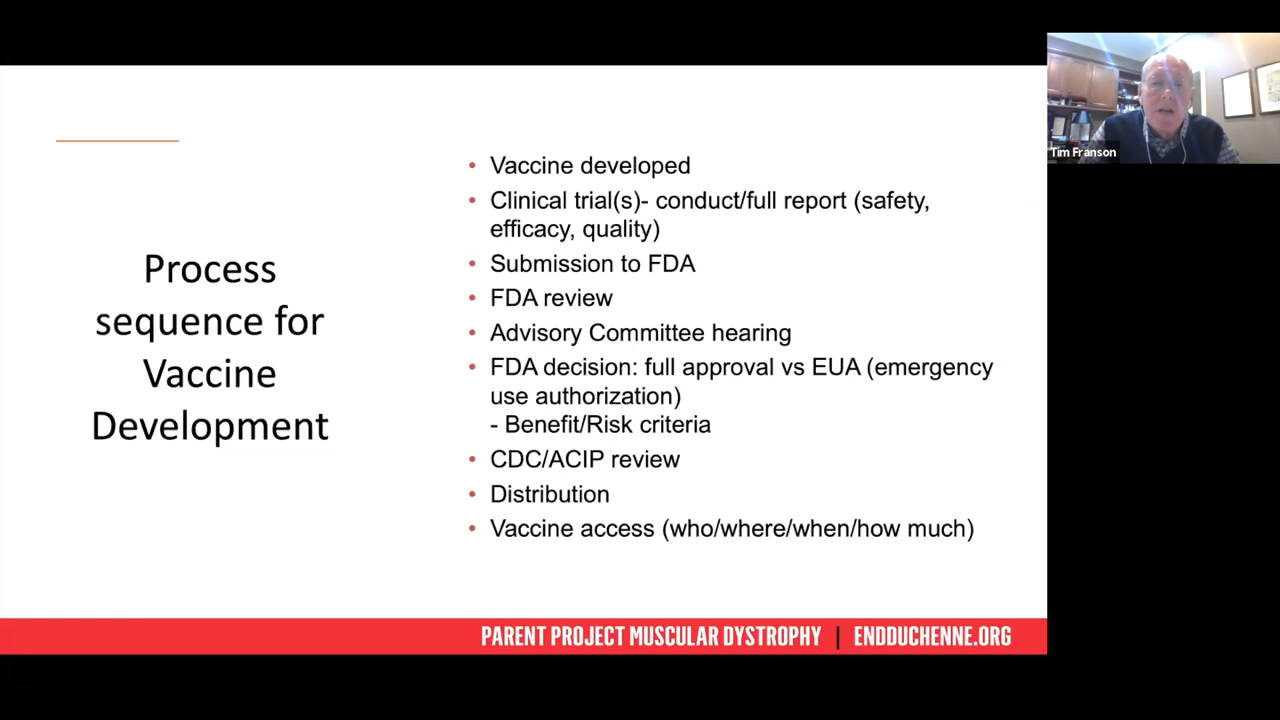 Process
sequence for
Vaccine
Development
• Vaccine developed
• Clinical trial(s)- conduct/full report (safety,
efficacy, quality)
• Submission to FDA
• FDA review
• Advisory Committee hearing
• FDA decision: full approval vs EUA (emergency
use authorization)
- Benefit/Risk criteria
• CDC/ACIP review
• Distribution
• Vaccine access (who/where/when/how much)
PARENT PROJECT MUSCULAR DYSTROPHY | ENDDUCHENNE.ORG
Tim Franson